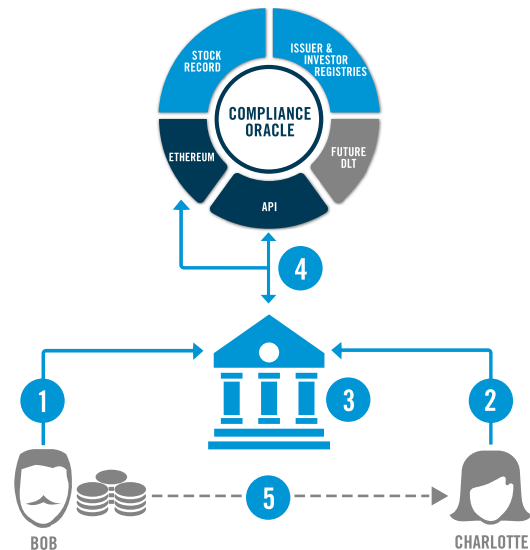 STOCK
RECORD
ISSUER &
INVESTOR
REGISTRIES
COMPLIANCE
ORACLE
ETHEREUM
FUTURE
DLT
API
4
1
3
2
5
BOB
CHARLOTTE